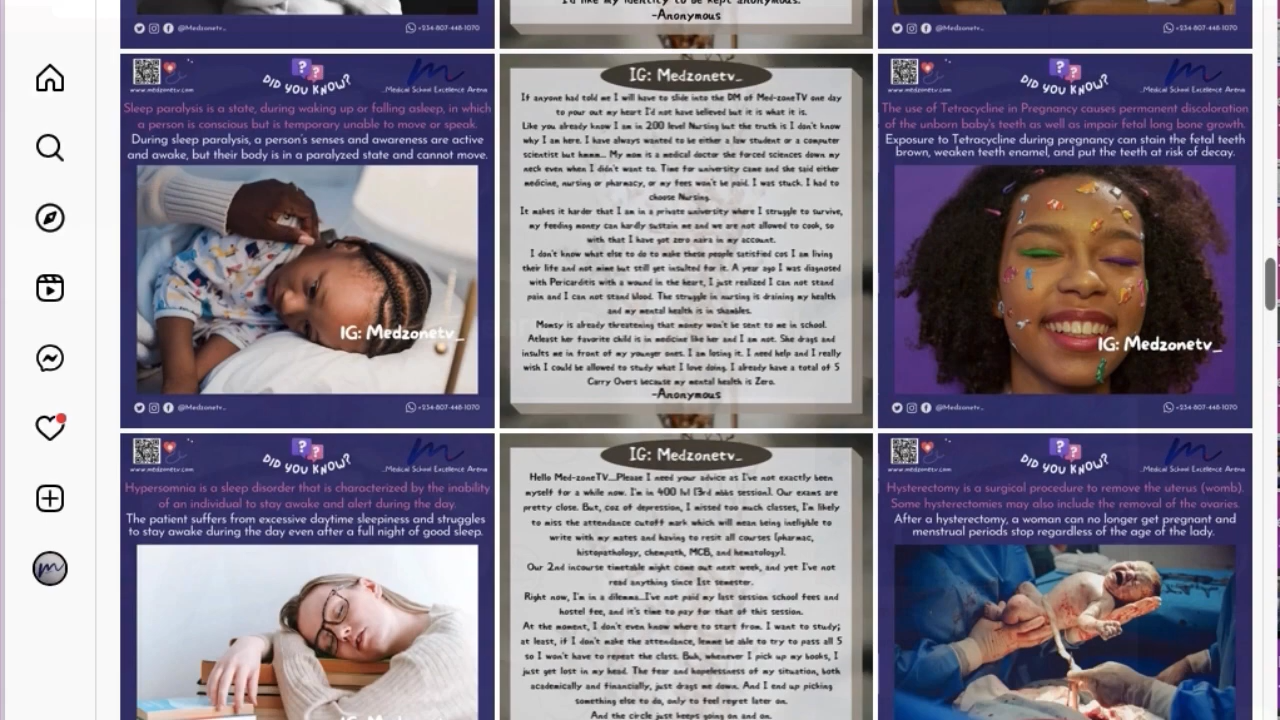 @Medzonetv_
+234-807-448-1070
I'd like my identity to be kept anonymous.
-Anonymous
@Medzonetv_
+234-807-448-1070
www.medzonetv.com
DID YOU KNOW?
...Medical School Excellence Arena
Sleep paralysis is a state, during waking up or falling asleep, in which
a person is conscious but is temporary unable to move or speak.
During sleep paralysis, a person's senses and awareness are active
and awake, but their body is in a paralyzed state and cannot move.
IG: Medzonetv_
@Medzonetv_
+234-807-448-1070
IG: Medzonetv_
If anyone had told me I will have to slide into the DM of Med-zoneTV one day
to pour out my heart I'd not have believed but it is what it is.
Like you already know I am in 200 level Nursing but the truth is I don't know
why I am here. I have always wanted to be either a law student or a computer
scientist but hmmm... My mom is a medical doctor she forced sciences down my
neck even when I didn't want to. Time for university came and she said either
medicine, nursing or pharmacy, or my fees won't be paid. I was stuck. I had to
choose Nursing.
It makes it harder that I am in a private university where I struggle to survive,
my feeding money can hardly sustain me and we are not allowed to cook, so
with that I have got zero naira in my account.
I don't know what else to do to make these people satisfied cos I am living
their life and not mine but still get insulted for it. A year ago I was diagnosed
with Pericarditis with a wound in the heart, I just realized I can not stand
pain and I can not stand blood. The struggle in nursing is draining my health
and my mental health is in shambles.
Momsy is already threatening that money won't be sent to me in school.
Atleast her favorite child is in medicine like her and I am not. She drags and
insults me in front of my younger ones. I am losing it. I need help and I really
wish I could be allowed to study what I love doing. I already have a total of 5
Carry Overs because my mental health is Zero.
-Anonymous
www.medzonetv.com
DID YOU KNOW?
...Medical School Excellence Arena
The use of Tetracycline in Pregnancy causes permanent discoloration
of the unborn baby's teeth as well as impair fetal long bone growth.
Exposure to Tetracycline during pregnancy can stain the fetal teeth
brown, weaken teeth enamel, and put the teeth at risk of decay.
IG: Medzonetv_
@Medzonetv_
+234-807-448-1070
www.medzonetv.com
DID YOU KNOW?
...Medical School Excellence Arena
Hypersomnia is a sleep disorder that is characterized by the inability
of an individual to stay awake and alert during the day.
The patient suffers from excessive daytime sleepiness and struggles
to stay awake during the day even after a full night of good sleep.
IG: Medzonetv_
Hello Med-zoneTV....Please I need your advice as I've not exactly been
myself for a while now. I'm in 400 lvl (3rd mbbs session). Our exams are
pretty close. But, coz of depression, I missed too much classes, I'm likely
to miss the attendance cutoff mark which will mean being ineligible to
write with my mates and having to resit all courses (pharmac,
histopathology, chempath, MCB, and hematology).
Our 2nd incourse timetable might come out next week, and yet I've not
read anything since 1st semester.
Right now, I'm in a dilemma...I've not paid my last session school fees and
hostel fee, and it's time to pay for that of this session.
At the moment, I don't even know where to start from. I want to study;
at least, if I don't make the attendance, lemme be able to try to pass all 5
so I won't have to repeat the class. Buh, whenever I pick up my books, I
just get lost in my head. The fear and hopelessness of my situation, both
academically and financially, just drags me down. And I end up picking
something else to do, only to feel regret later on.
And the circle just keeps going on and on.
www.medzonetv.com
DID YOU KNOW?
...Medical School Excellence Arena
Hysterectomy is a surgical procedure to remove the uterus (womb).
Some hysterectomies may also include the removal of the ovaries.
After a hysterectomy, a woman can no longer get pregnant and
menstrual periods stop regardless of the age of the lady.